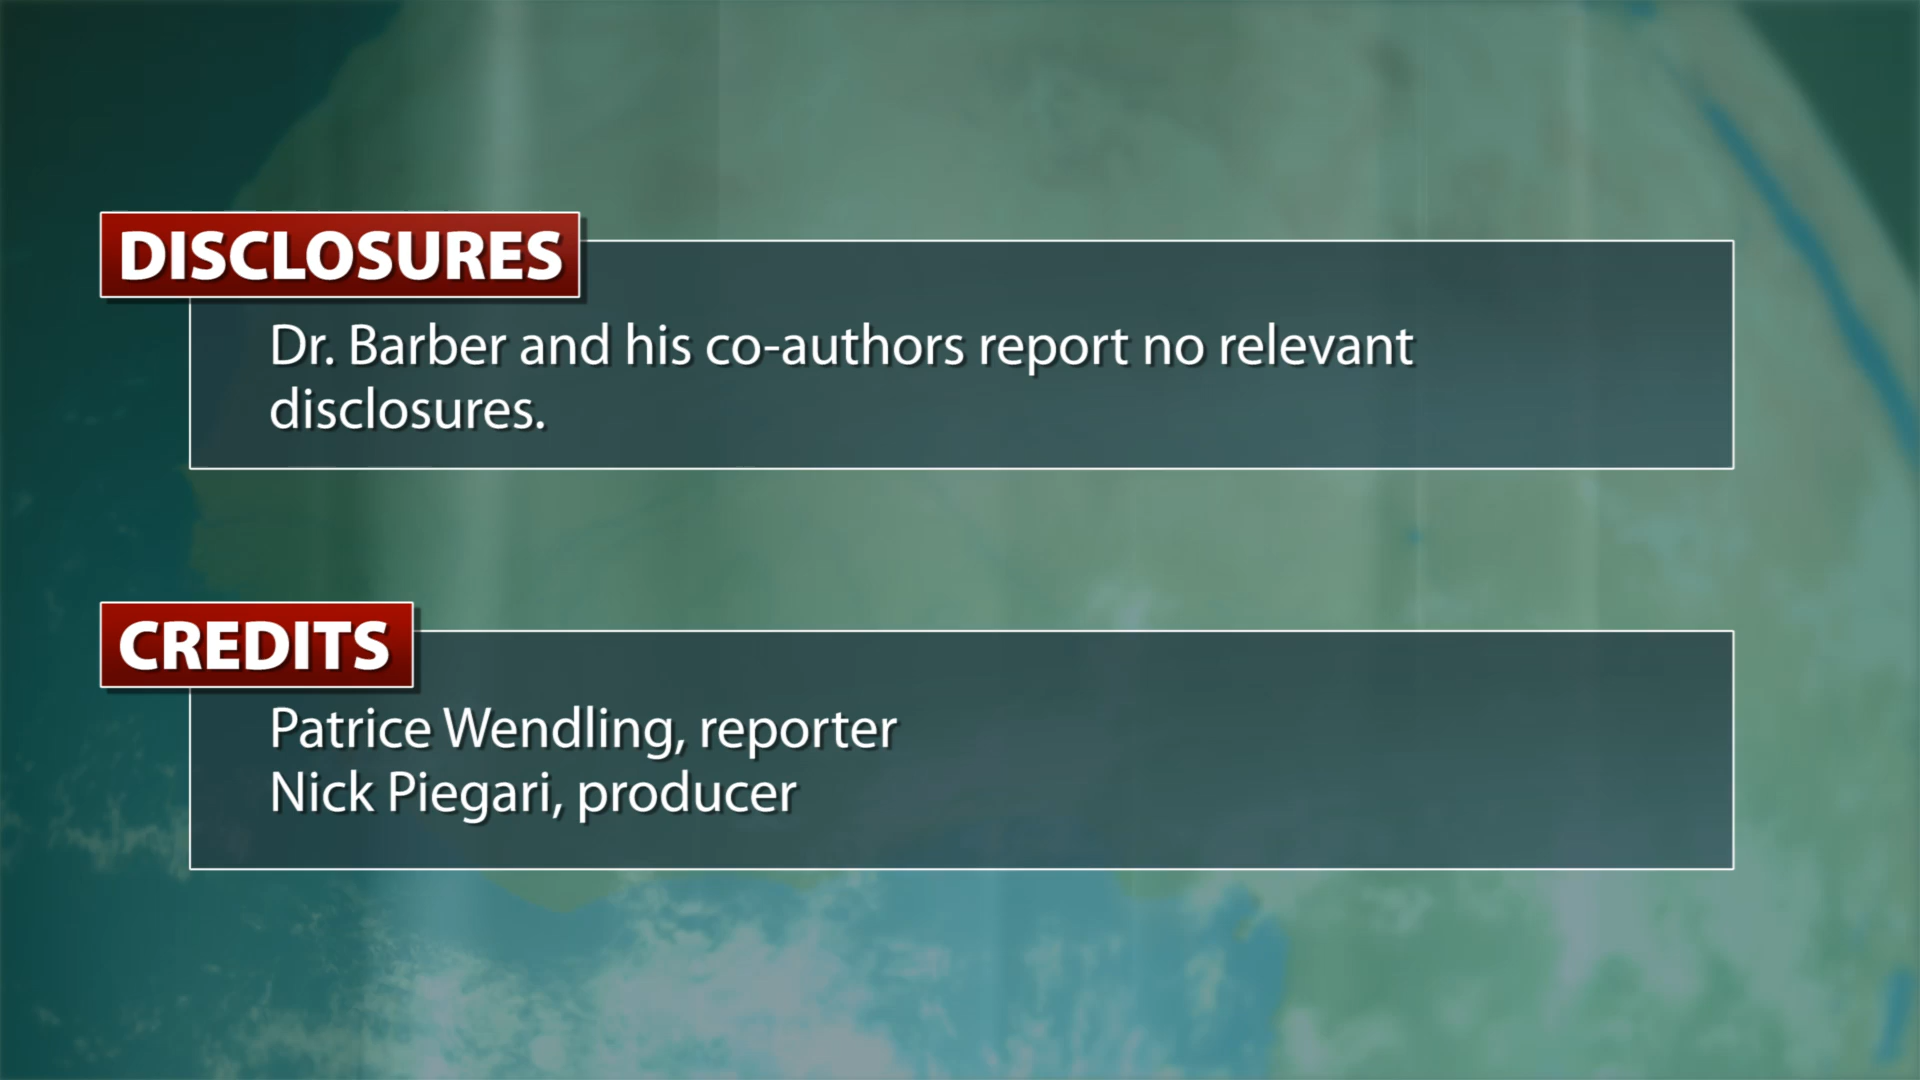 DISCLOSURES
Dr. Barber and his co-authors report no relevant
disclosures.
CREDITS
Patrice Wendling, reporter
Nick Piegari, producer